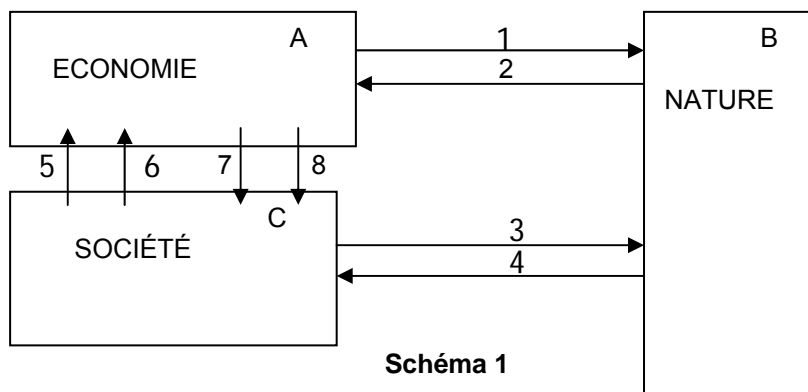 A
ECONOMIE
1
2
B
NATURE
5
6
7
8
C
SOCIÉTÉ
3
4
Schéma 1